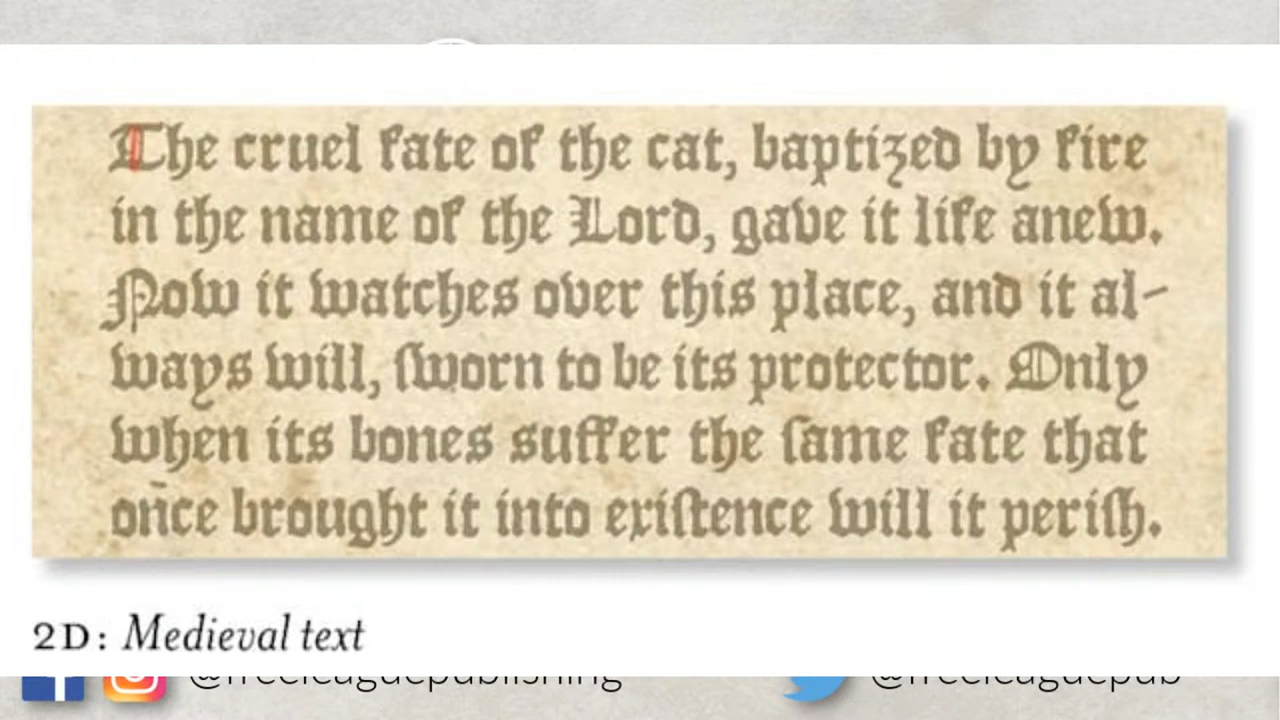 The cruel fate of the cat, baptized by fire
in the name of the Lord, gave it life anew.
Now it watches over this place, and it al-
ways will, ſworn to be its protector. Only
when its bones suffer the ſame fate that
once brought it into exiſtence will it periſh.
2D: Medieval text
@freeleaguepublishing @freeleaguepub